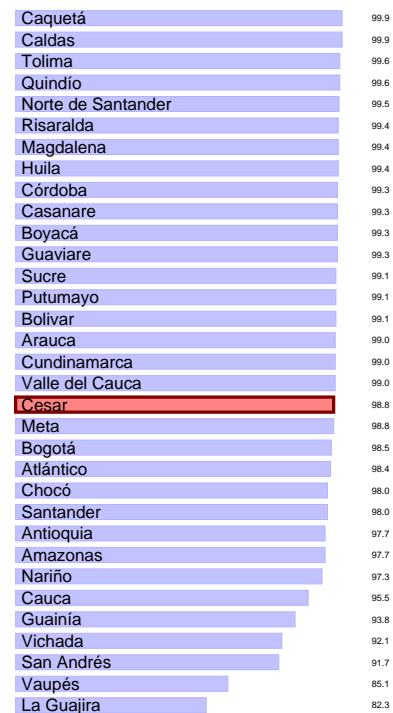 Caquetá 99.9
Caldas 99.9
Tolima 99.6
Quindío 99.6
Norte de Santander 99.5
Risaralda 99.4
Magdalena 99.4
Huila 99.4
Córdoba 99.3
Casanare 99.3
Boyacá 99.3
Guaviare 99.3
Sucre 99.1
Putumayo 99.1
Bolivar 99.1
Arauca 99.0
Cundinamarca 99.0
Valle del Cauca 99.0
Cesar 98.8
Meta 98.8
Bogotá 98.5
Atlántico 98.4
Chocó 98.0
Santander 98.0
Antioquia 97.7
Amazonas 97.7
Nariño 97.3
Cauca 95.5
Guainía 93.8
Vichada 92.1
San Andrés 91.7
Vaupés 85.1
La Guajira 82.3